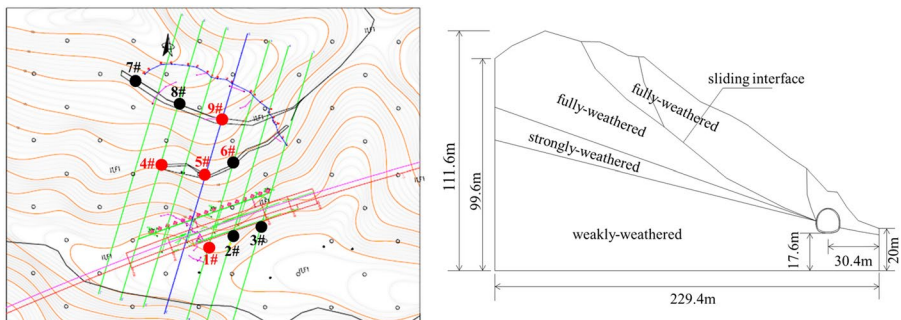 7#
8#
9#
4#
5#
6#
1#
2#
3#
sliding interface
fully-weathered
fully-weathered
strongly-weathered
weakly-weathered
111.6m
99.6m
17.6m
30.4m
20m
229.4m